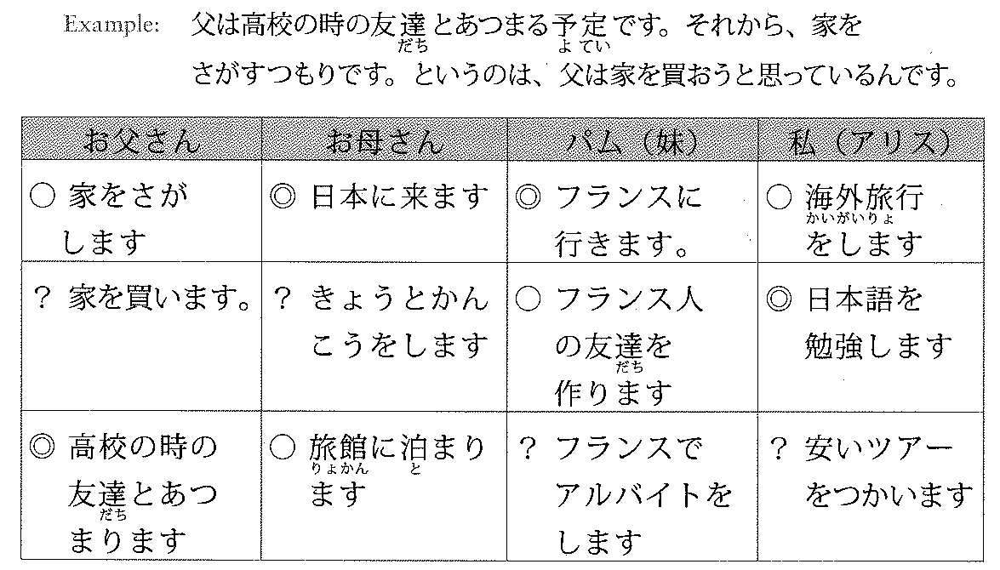 Example: 父は高校の時の友達とあつまる予定です。それから、家を
だち よてい
さがすつもりです。というのは、父は家を買おうと思っているんです。
お父さん お母さん パム（妹） 私（アリス）
○ 家をさが
します
◎ 日本に来ます
◎ フランスに
行きます。
○ 海外旅行
かいがいりょ
をします
? 家を買います。
? きょうとかん
こうをします
○ フランス人
の友達を
だち
作ります
◎ 日本語を
勉強します
◎ 高校の時の
友達とあつ
だち
まります
○ 旅館に泊まり
りょかん と
ます
? フランスで
アルバイトを
します
? 安いツアー
をつかいます